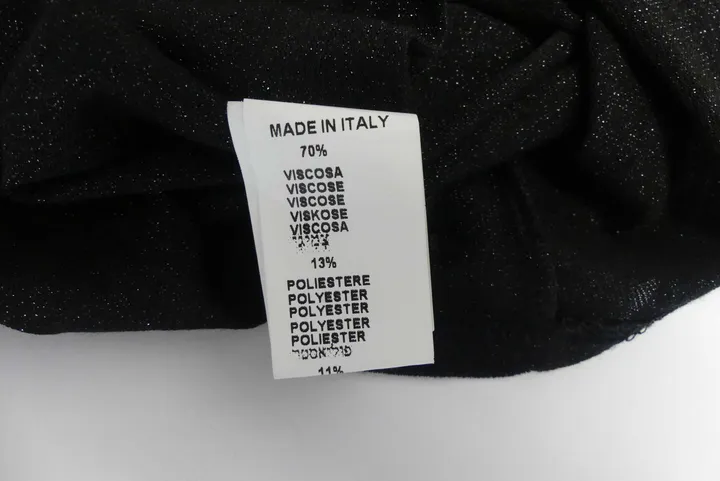 MADE IN ITALY
70%
VISCOSA
VISCOSE
VISCOSE
VISKOSE
VISCOSA
13%
POLIESTERE
POLYESTER
POLYESTER
POLYESTER
POLIESTER
פוליאסטר
11%